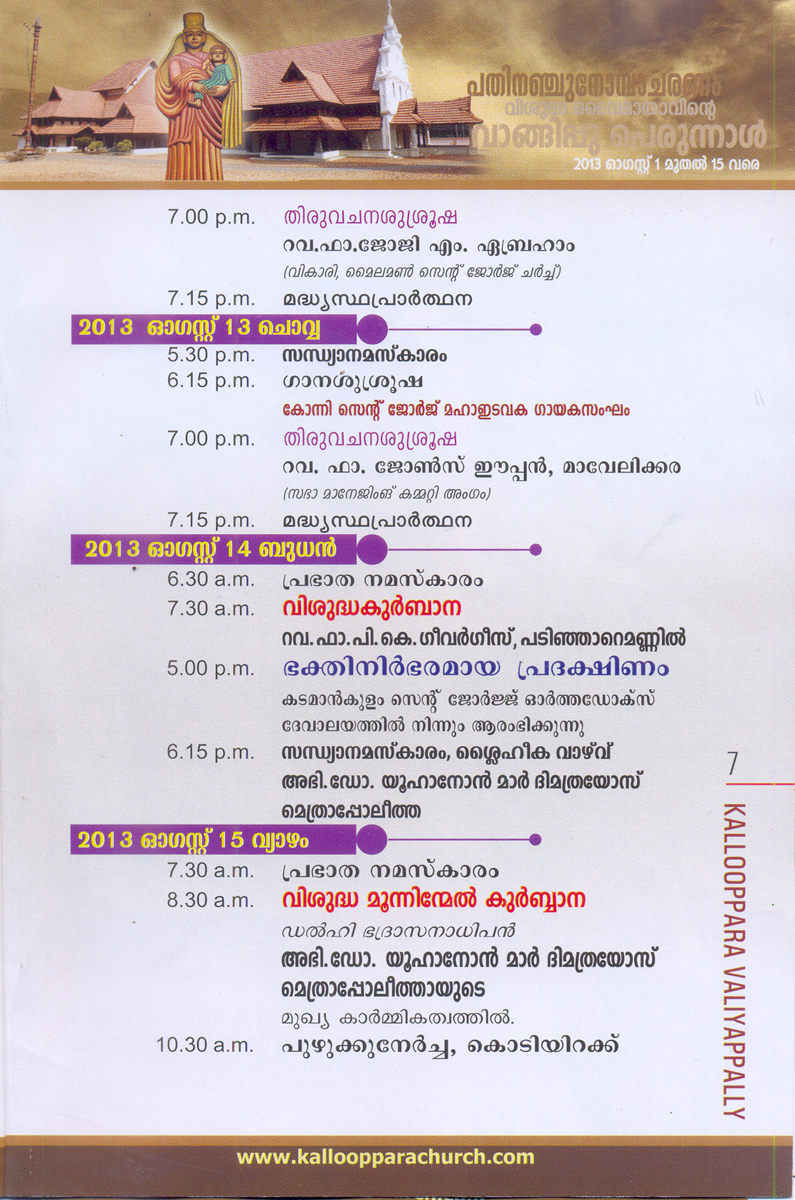 പതിനഞ്ചുനോമ്പാചരണം
വിശുദ്ധ ദൈവമാതാവിന്റെ
വാങ്ങിപ്പു പെരുന്നാൾ
2013 ഓഗസ്റ്റ് 1 മുതൽ 15 വരെ
7.00 p.m. തിരുവചനശുശ്രൂഷ
റവ.ഫാ.ജോജി എം. ഏബ്രഹാം
(വികാരി, മൈലമൺ സെന്റ് ജോർജ് ചർച്ച്)
7.15 p.m. മദ്ധ്യസ്ഥപ്രാർത്ഥന
2013 ഓഗസ്റ്റ് 13 ചൊവ്വ
5.30 p.m. സന്ധ്യാനമസ്കാരം
6.15 p.m. ഗാനശുശ്രൂഷ
കോന്നി സെന്റ് ജോർജ് മഹാഇടവക ഗായകസംഘം
7.00 p.m. തിരുവചനശുശ്രൂഷ
റവ. ഫാ. ജോൺസ് ഈപ്പൻ, മാവേലിക്കര
(സഭാ മാനേജിംങ് കമ്മറ്റി അംഗം)
7.15 p.m. മദ്ധ്യസ്ഥപ്രാർത്ഥന
2013 ഓഗസ്റ്റ് 14 ബുധൻ
6.30 a.m. പ്രഭാത നമസ്കാരം
7.30 a.m. വിശുദ്ധകുർബാന
റവ.ഫാ.പി.കെ.ഗീവർഗീസ്, പടിഞ്ഞാറെമണ്ണിൽ
5.00 p.m. ഭക്തിനിർഭരമായ പ്രദക്ഷിണം
കടമാൻകുളം സെന്റ് ജോർജ്ജ് ഓർത്തഡോക്സ്
ദേവാലയത്തിൽ നിന്നും ആരംഭിക്കുന്നു
6.15 p.m. സന്ധ്യാനമസ്കാരം, ശ്ലൈഹീക വാഴ്‌വ്
അഭി.ഡോ. യൂഹാനോൻ മാർ ദിമത്രയോസ്
മെത്രാപ്പോലീത്ത
2013 ഓഗസ്റ്റ് 15 വ്യാഴം
7.30 a.m. പ്രഭാത നമസ്കാരം
8.30 a.m. വിശുദ്ധ മൂന്നിന്മേൽ കുർബ്ബാന
ഡൽഹി ഭദ്രാസനാധിപൻ
അഭി.ഡോ. യൂഹാനോൻ മാർ ദിമത്രയോസ്
മെത്രാപ്പോലീത്തായുടെ
മുഖ്യ കാർമ്മികത്വത്തിൽ.
10.30 a.m. പുഴുക്കുനേർച്ച, കൊടിയിറക്ക്
7
KALLOOPPARA VALIYAPPALLY
www.kalloopparachurch.com